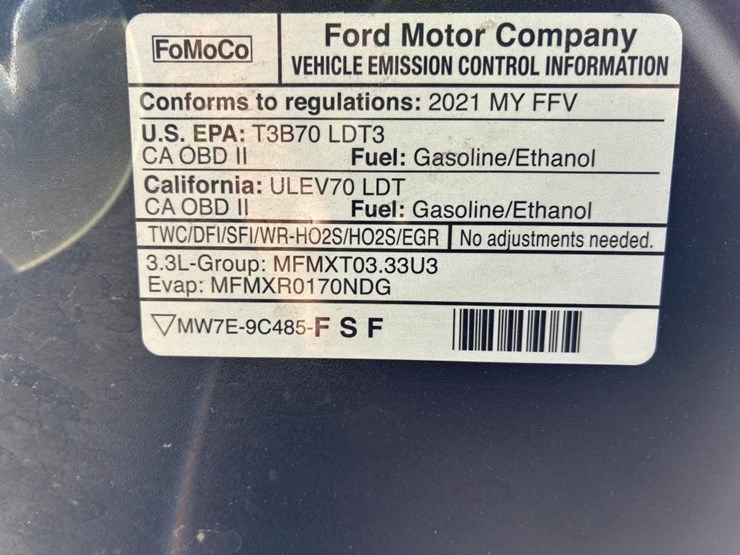 FoMoCo
Ford Motor Company
VEHICLE EMISSION CONTROL INFORMATION
Conforms to regulations: 2021 MY FFV
U.S. EPA: T3B70 LDT3
CA OBD II Fuel: Gasoline/Ethanol
California: ULEV70 LDT
CA OBD II Fuel: Gasoline/Ethanol
TWC/DFI/SFI/WR-HO2S/HO2S/EGR No adjustments needed.
3.3L-Group: MFMXT03.33U3
Evap: MFMXR0170NDG
▽MW7E-9C485-F S F